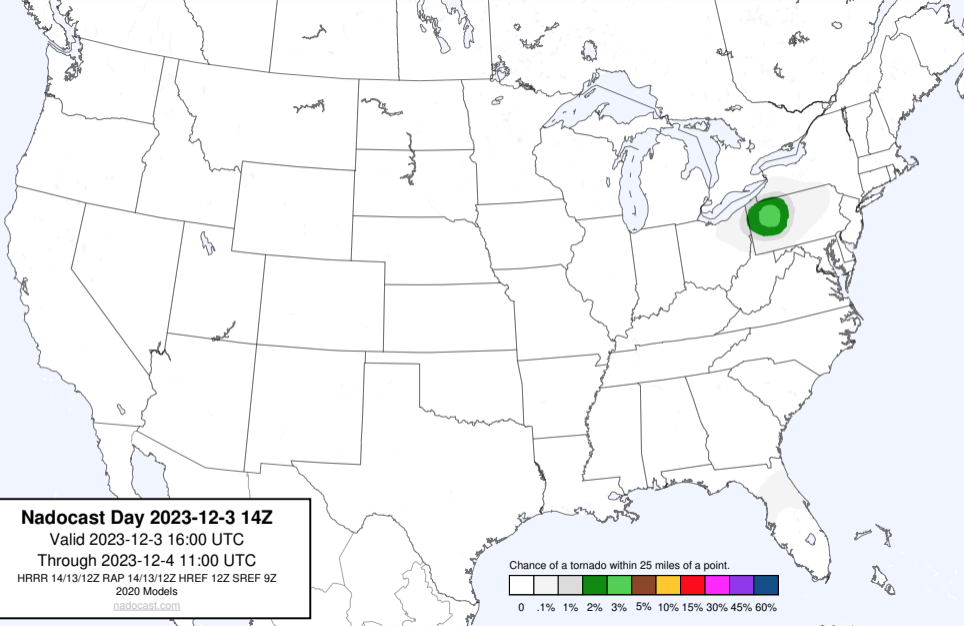 Nadocast Day 2023-12-3 14Z
Valid 2023-12-3 16:00 UTC
Through 2023-12-4 11:00 UTC
HRRR 14/13/12Z RAP 14/13/12Z HREF 12Z SREF 9Z
2020 Models
nadocast.com
Chance of a tornado within 25 miles of a point.
0 .1% 1% 2% 3% 5% 10% 15% 30% 45% 60%